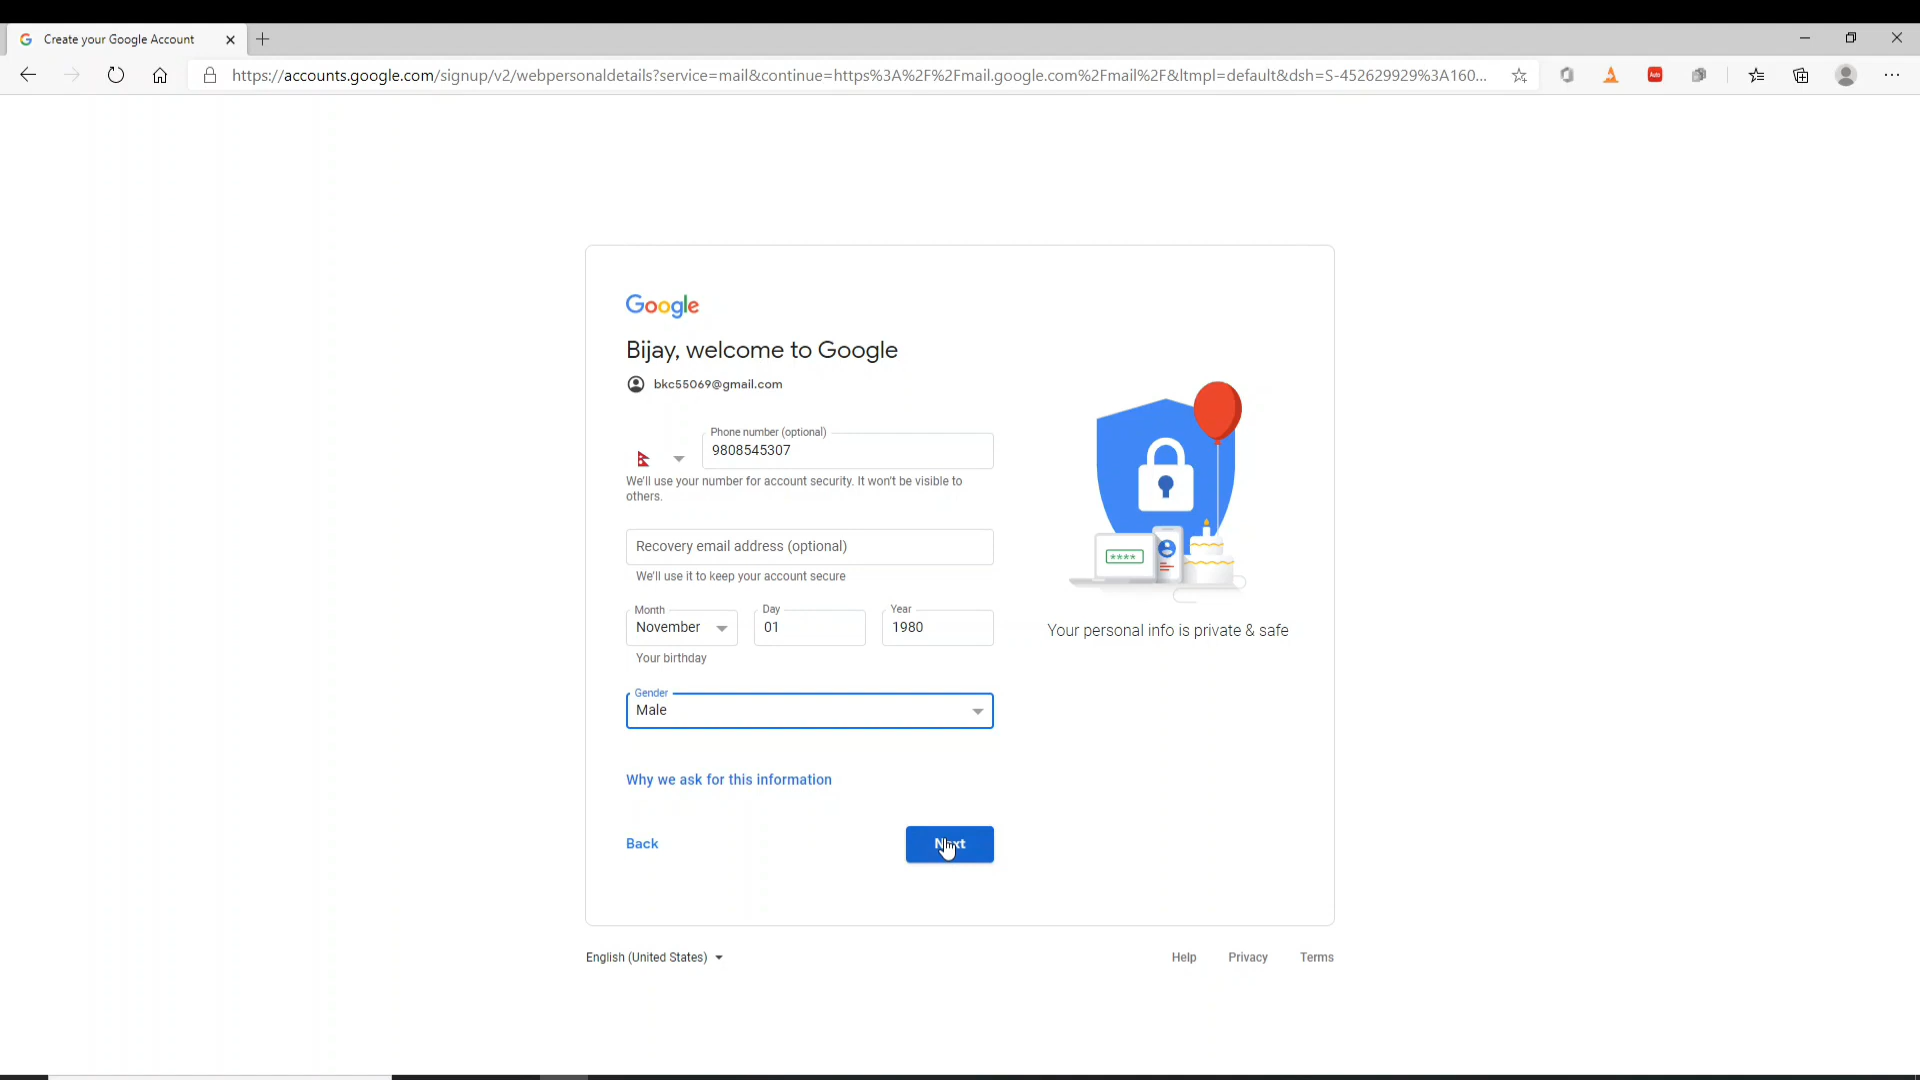 Create your Google Account
https://accounts.google.com/signup/v2/webpersonaldetails?service=mail&continue=https%3A%2F%2Fmail.google.com%2Fmail%2F&ltmpl=default&dsh=S-452629929%3A160...
Google
Bijay, welcome to Google
bkc55069@gmail.com
Phone number (optional)
9808545307
We'll use your number for account security. It won't be visible to
others.
Recovery email address (optional)
We'll use it to keep your account secure
Month Day Year
November 01 1980
Your birthday
Gender
Male
Why we ask for this information
Back Next
****
Your personal info is private & safe
English (United States) Help Privacy Terms